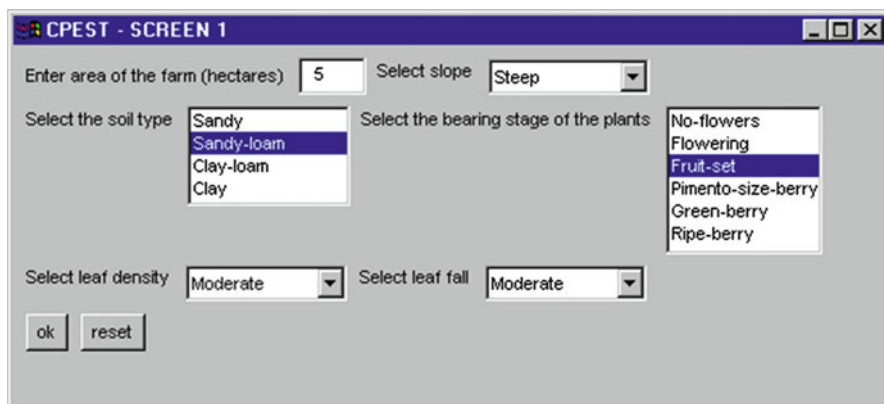 CPEST - SCREEN 1
Enter area of the farm (hectares) 5 Select slope Steep
Select the soil type
Sandy
Sandy-loam
Clay-loam
Clay
Select the bearing stage of the plants
No-flowers
Flowering
Fruit-set
Pimento-size-berry
Green-berry
Ripe-berry
Select leaf density Moderate Select leaf fall Moderate
ok reset